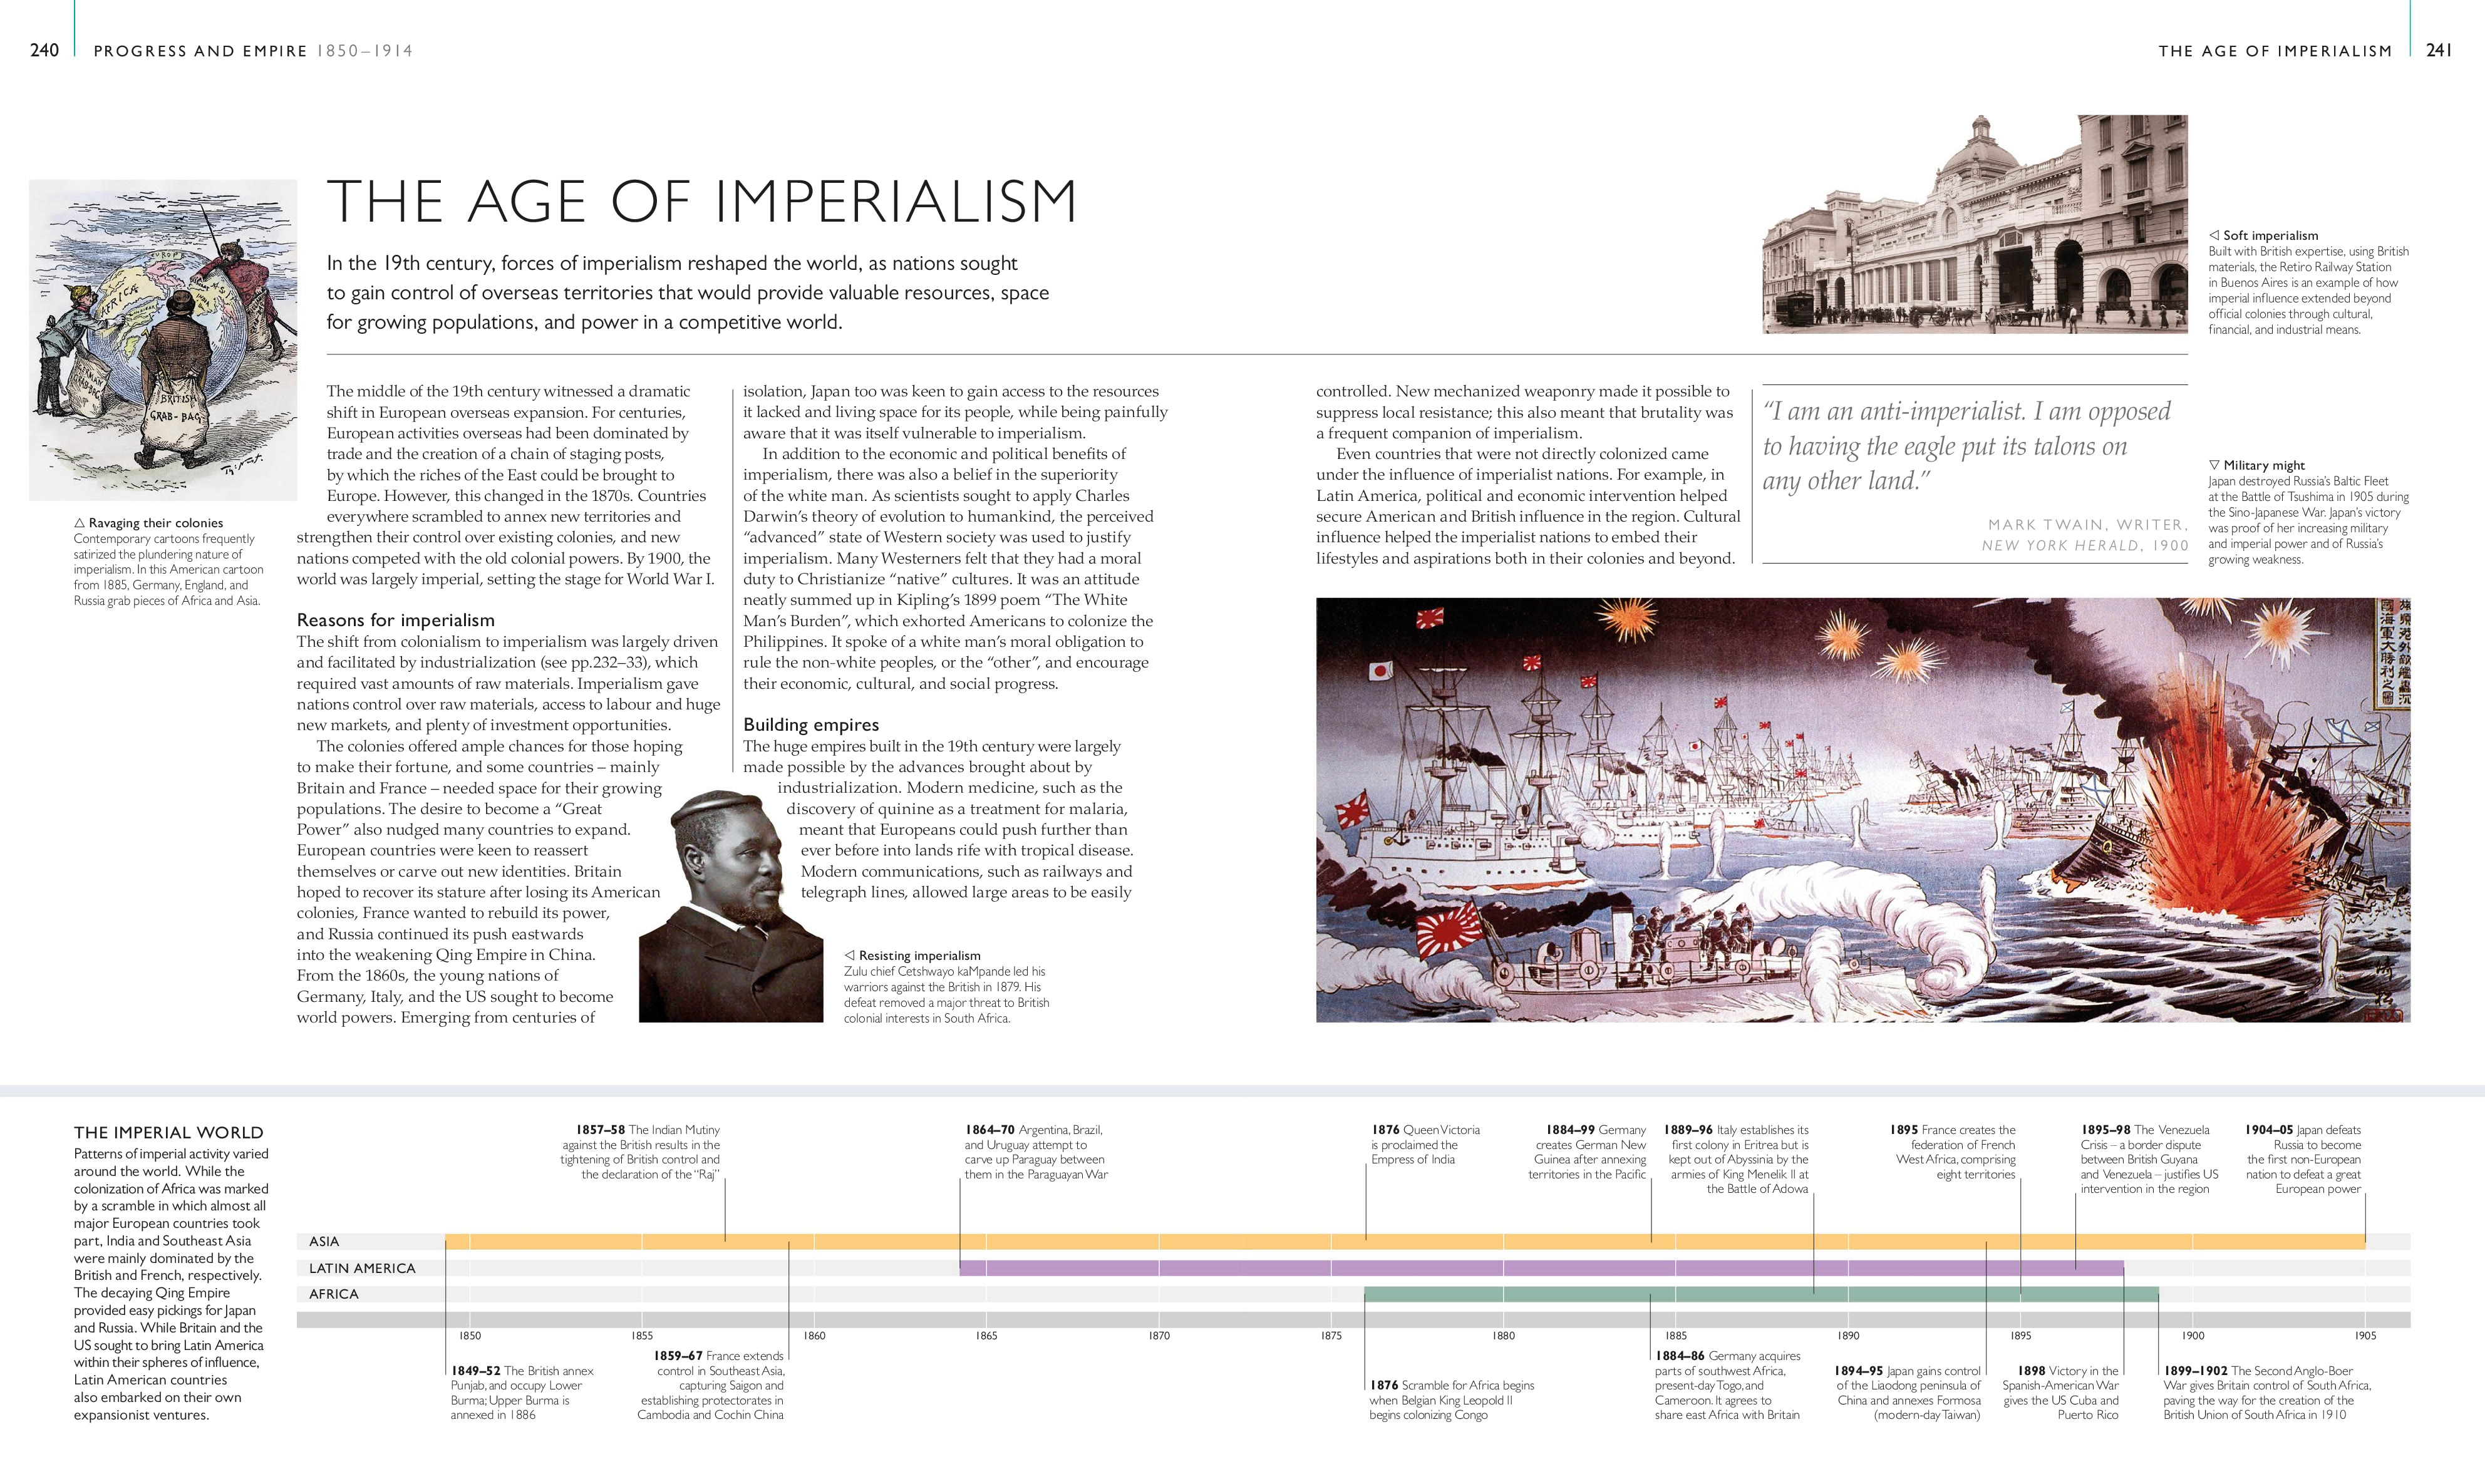 240
PROGRESS AND EMPIRE 1850–1914
THE AGE OF IMPERIALISM
241
THE AGE OF IMPERIALISM
In the 19th century, forces of imperialism reshaped the world, as nations sought
to gain control of overseas territories that would provide valuable resources, space
for growing populations, and power in a competitive world.
EUROPE
AFRICA
GERMAN
GRAB-BAG
BRITISH
GRAB-BAG
△ Ravaging their colonies
Contemporary cartoons frequently
satirized the plundering nature of
imperialism. In this American cartoon
from 1885, Germany, England, and
Russia grab pieces of Africa and Asia.
The middle of the 19th century witnessed a dramatic
shift in European overseas expansion. For centuries,
European activities overseas had been dominated by
trade and the creation of a chain of staging posts,
by which the riches of the East could be brought to
Europe. However, this changed in the 1870s. Countries
everywhere scrambled to annex new territories and
strengthen their control over existing colonies, and new
nations competed with the old colonial powers. By 1900, the
world was largely imperial, setting the stage for World War I.
Reasons for imperialism
The shift from colonialism to imperialism was largely driven
and facilitated by industrialization (see pp.232–33), which
required vast amounts of raw materials. Imperialism gave
nations control over raw materials, access to labour and huge
new markets, and plenty of investment opportunities.
The colonies offered ample chances for those hoping
to make their fortune, and some countries – mainly
Britain and France – needed space for their growing
populations. The desire to become a “Great
Power” also nudged many countries to expand.
European countries were keen to reassert
themselves or carve out new identities. Britain
hoped to recover its stature after losing its American
colonies, France wanted to rebuild its power,
and Russia continued its push eastwards
into the weakening Qing Empire in China.
From the 1860s, the young nations of
Germany, Italy, and the US sought to become
world powers. Emerging from centuries of
isolation, Japan too was keen to gain access to the resources
it lacked and living space for its people, while being painfully
aware that it was itself vulnerable to imperialism.
In addition to the economic and political benefits of
imperialism, there was also a belief in the superiority
of the white man. As scientists sought to apply Charles
Darwin’s theory of evolution to humankind, the perceived
“advanced” state of Western society was used to justify
imperialism. Many Westerners felt that they had a moral
duty to Christianize “native” cultures. It was an attitude
neatly summed up in Kipling’s 1899 poem “The White
Man’s Burden”, which exhorted Americans to colonize the
Philippines. It spoke of a white man’s moral obligation to
rule the non-white peoples, or the “other”, and encourage
their economic, cultural, and social progress.
Building empires
The huge empires built in the 19th century were largely
made possible by the advances brought about by
industrialization. Modern medicine, such as the
discovery of quinine as a treatment for malaria,
meant that Europeans could push further than
ever before into lands rife with tropical disease.
Modern communications, such as railways and
telegraph lines, allowed large areas to be easily
◁ Resisting imperialism
Zulu chief Cetshwayo kaMpande led his
warriors against the British in 1879. His
defeat removed a major threat to British
colonial interests in South Africa.
controlled. New mechanized weaponry made it possible to
suppress local resistance; this also meant that brutality was
a frequent companion of imperialism.
Even countries that were not directly colonized came
under the influence of imperialist nations. For example, in
Latin America, political and economic intervention helped
secure American and British influence in the region. Cultural
influence helped the imperialist nations to embed their
lifestyles and aspirations both in their colonies and beyond.
“I am an anti-imperialist. I am opposed
to having the eagle put its talons on
any other land.”
MARK TWAIN, WRITER,
NEW YORK HERALD, 1900
◁ Soft imperialism
Built with British expertise, using British
materials, the Retiro Railway Station
in Buenos Aires is an example of how
imperial influence extended beyond
official colonies through cultural,
financial, and industrial means.
▽ Military might
Japan destroyed Russia’s Baltic Fleet
at the Battle of Tsushima in 1905 during
the Sino-Japanese War. Japan’s victory
was proof of her increasing military
and imperial power and of Russia’s
growing weakness.
THE IMPERIAL WORLD
Patterns of imperial activity varied
around the world. While the
colonization of Africa was marked
by a scramble in which almost all
major European countries took
part, India and Southeast Asia
were mainly dominated by the
British and French, respectively.
The decaying Qing Empire
provided easy pickings for Japan
and Russia. While Britain and the
US sought to bring Latin America
within their spheres of influence,
Latin American countries
also embarked on their own
expansionist ventures.
1857–58 The Indian Mutiny
against the British results in the
tightening of British control and
the declaration of the “Raj”
1864–70 Argentina, Brazil,
and Uruguay attempt to
carve up Paraguay between
them in the Paraguayan War
1876 Queen Victoria
is proclaimed the
Empress of India
1884–99 Germany
creates German New
Guinea after annexing
territories in the Pacific
1889–96 Italy establishes its
first colony in Eritrea but is
kept out of Abyssinia by the
armies of King Menelik II at
the Battle of Adowa
1895 France creates the
federation of French
West Africa, comprising
eight territories
1895–98 The Venezuela
Crisis – a border dispute
between British Guyana
and Venezuela – justifies US
intervention in the region
1904–05 Japan defeats
Russia to become
the first non-European
nation to defeat a great
European power
ASIA
LATIN AMERICA
AFRICA
1850 1855 1860 1865 1870 1875 1880 1885 1890 1895 1900 1905
1849–52 The British annex
Punjab, and occupy Lower
Burma; Upper Burma is
annexed in 1886
1859–67 France extends
control in Southeast Asia,
capturing Saigon and
establishing protectorates in
Cambodia and Cochin China
1876 Scramble for Africa begins
when Belgian King Leopold II
begins colonizing Congo
1884–86 Germany acquires
parts of southwest Africa,
present-day Togo, and
Cameroon. It agrees to
share east Africa with Britain
1894–95 Japan gains control
of the Liaodong peninsula of
China and annexes Formosa
(modern-day Taiwan)
1898 Victory in the
Spanish-American War
gives the US Cuba and
Puerto Rico
1899–1902 The Second Anglo-Boer
War gives Britain control of South Africa,
paving the way for the creation of the
British Union of South Africa in 1910